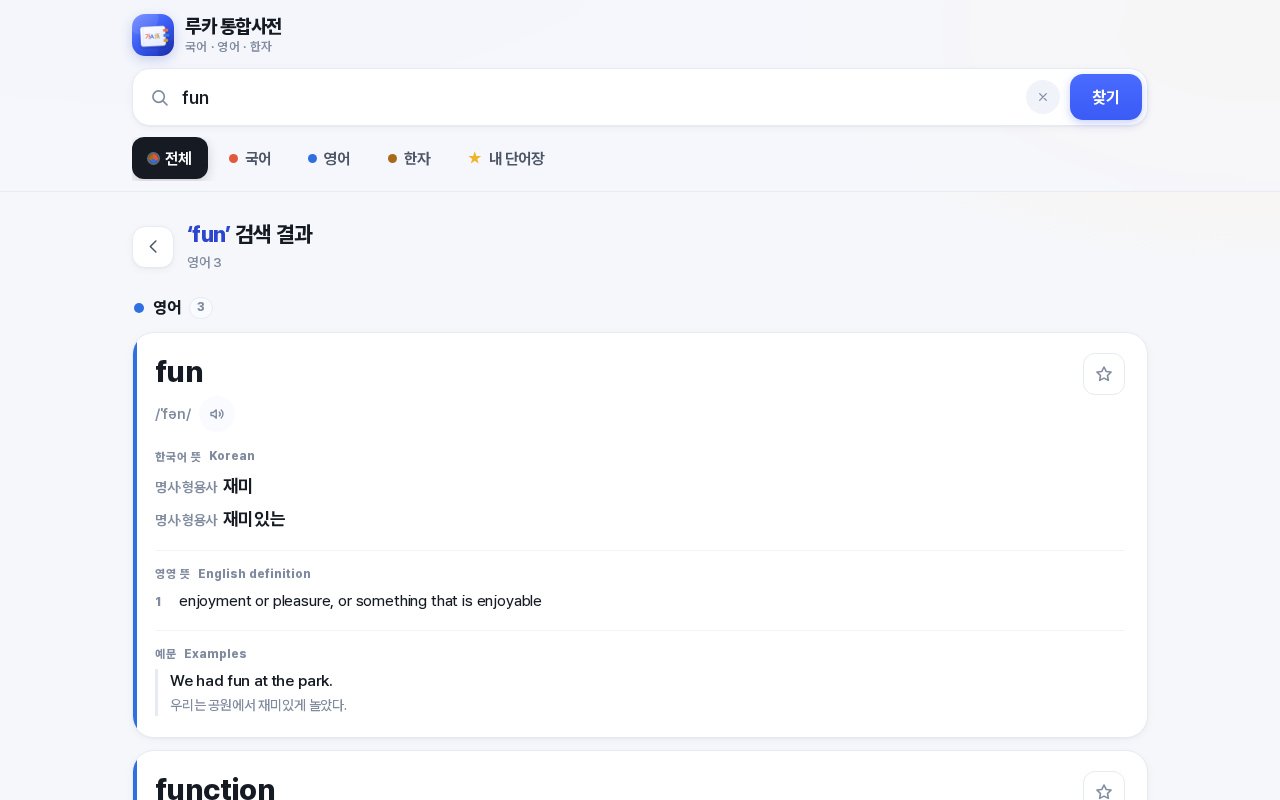 루카 통합사전
국어 · 영어 · 한자
fun
찾기
전체
국어
영어
한자
내 단어장
‘fun’ 검색 결과
영어 3
영어 3
fun
/ˈfən/
한국어 뜻 Korean
명사·형용사 재미
명사·형용사 재미있는
영영 뜻 English definition
1 enjoyment or pleasure, or something that is enjoyable
예문 Examples
We had fun at the park.
우리는 공원에서 재미있게 놀았다.
function